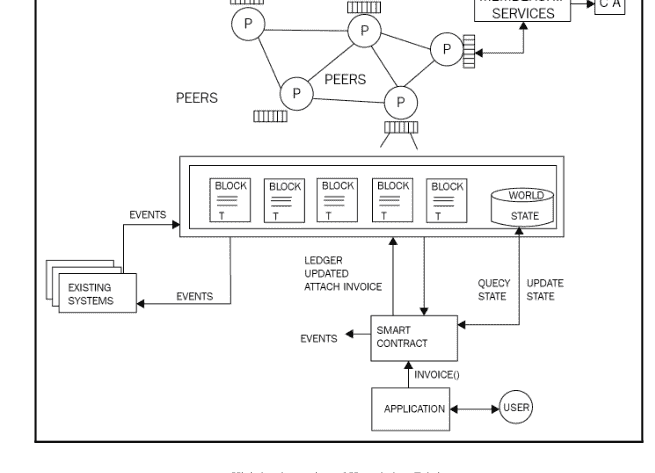 SERVICES
C A
P
P
P
PEERS
P
P
PEERS
BLOCK
T
BLOCK
T
BLOCK
T
BLOCK
T
BLOCK
T
WORLD
STATE
EVENTS
LEDGER
UPDATED
ATTACH INVOICE
QUECY
STATE
UPDATE
STATE
EXISTING
SYSTEMS
EVENTS
EVENTS
SMART
CONTRACT
INVOICE()
APPLICATION
USER